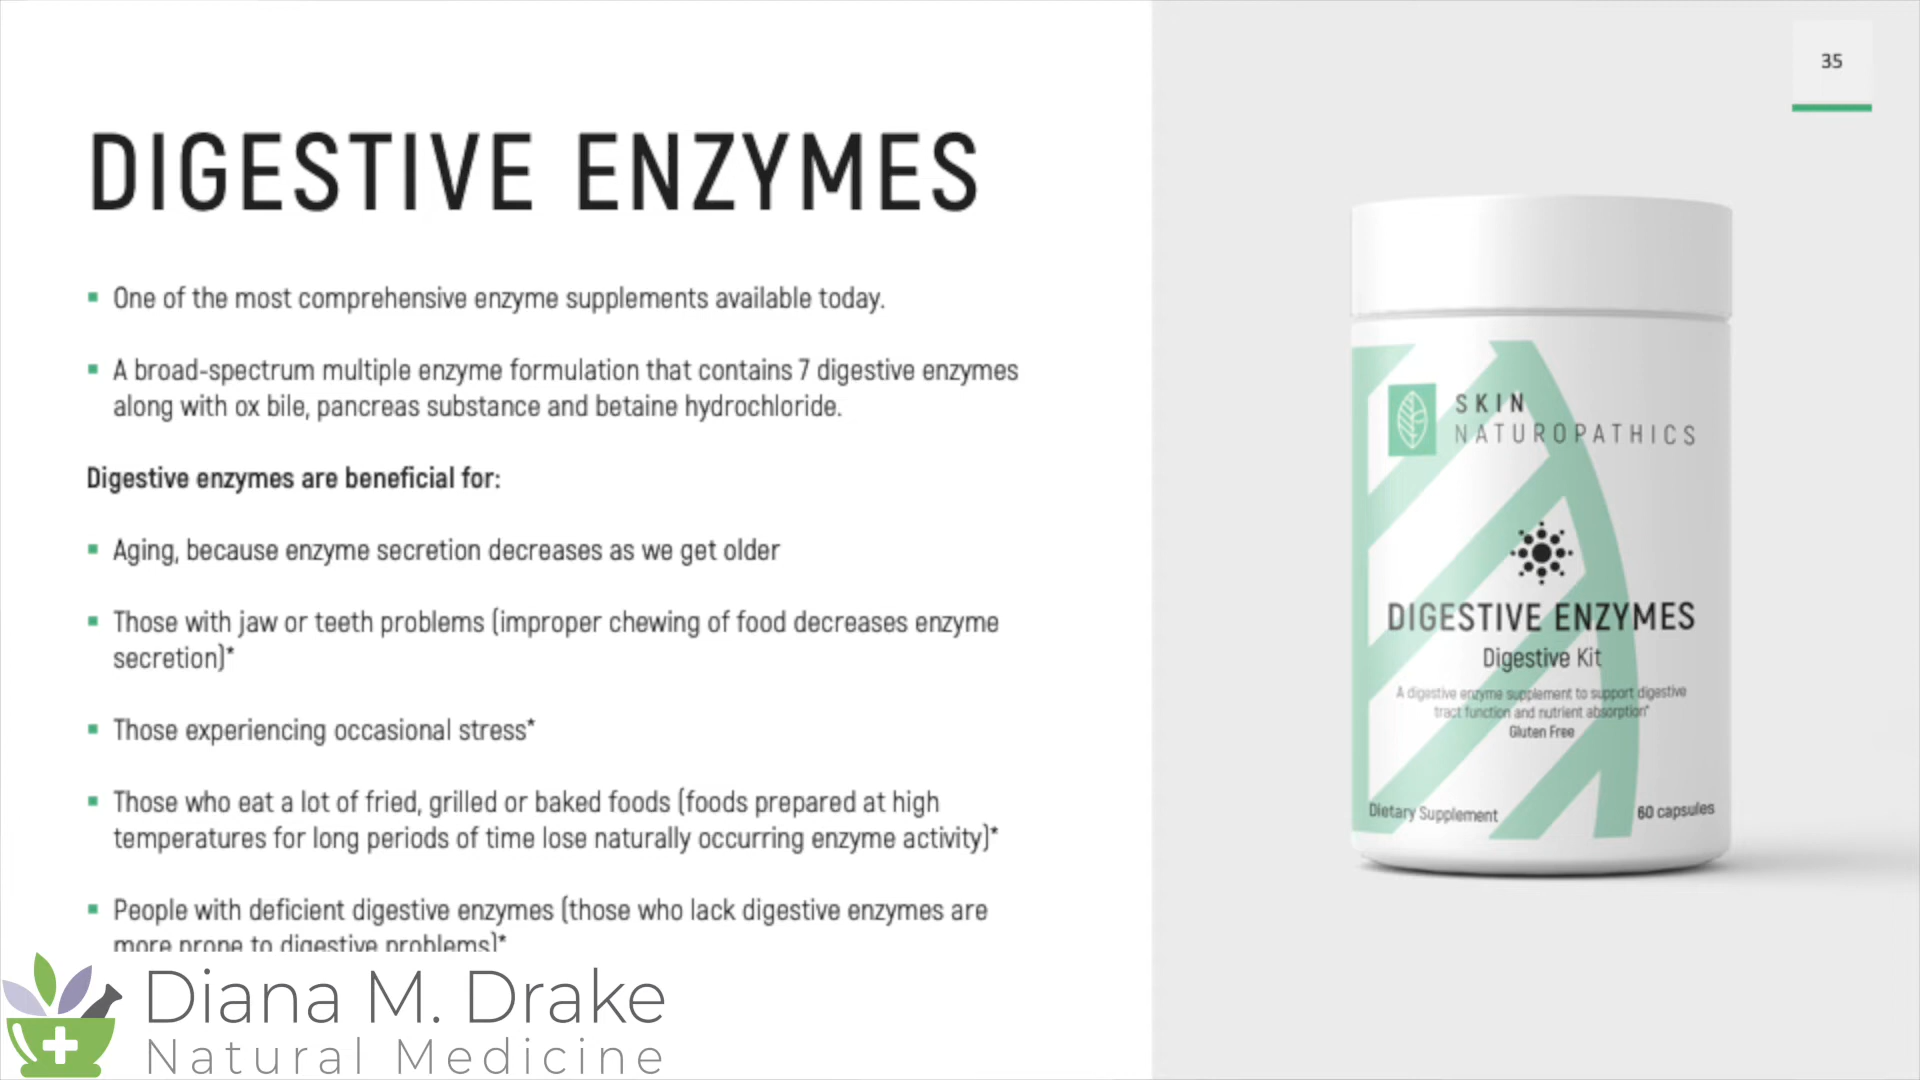 35
DIGESTIVE ENZYMES
One of the most comprehensive enzyme supplements available today.
A broad-spectrum multiple enzyme formulation that contains 7 digestive enzymes
along with ox bile, pancreas substance and betaine hydrochloride.
Digestive enzymes are beneficial for:
Aging, because enzyme secretion decreases as we get older
Those with jaw or teeth problems (improper chewing of food decreases enzyme
secretion)*
Those experiencing occasional stress*
Those who eat a lot of fried, grilled or baked foods (foods prepared at high
temperatures for long periods of time lose naturally occurring enzyme activity)*
People with deficient digestive enzymes (those who lack digestive enzymes are
more prone to digestive problems)*
Diana M. Drake
Natural Medicine
SKIN
NATUROPATHICS
DIGESTIVE ENZYMES
Digestive Kit
A digestive enzyme supplement to support digestive
tract function and nutrient absorption*
Gluten Free
Dietary Supplement
60 capsules